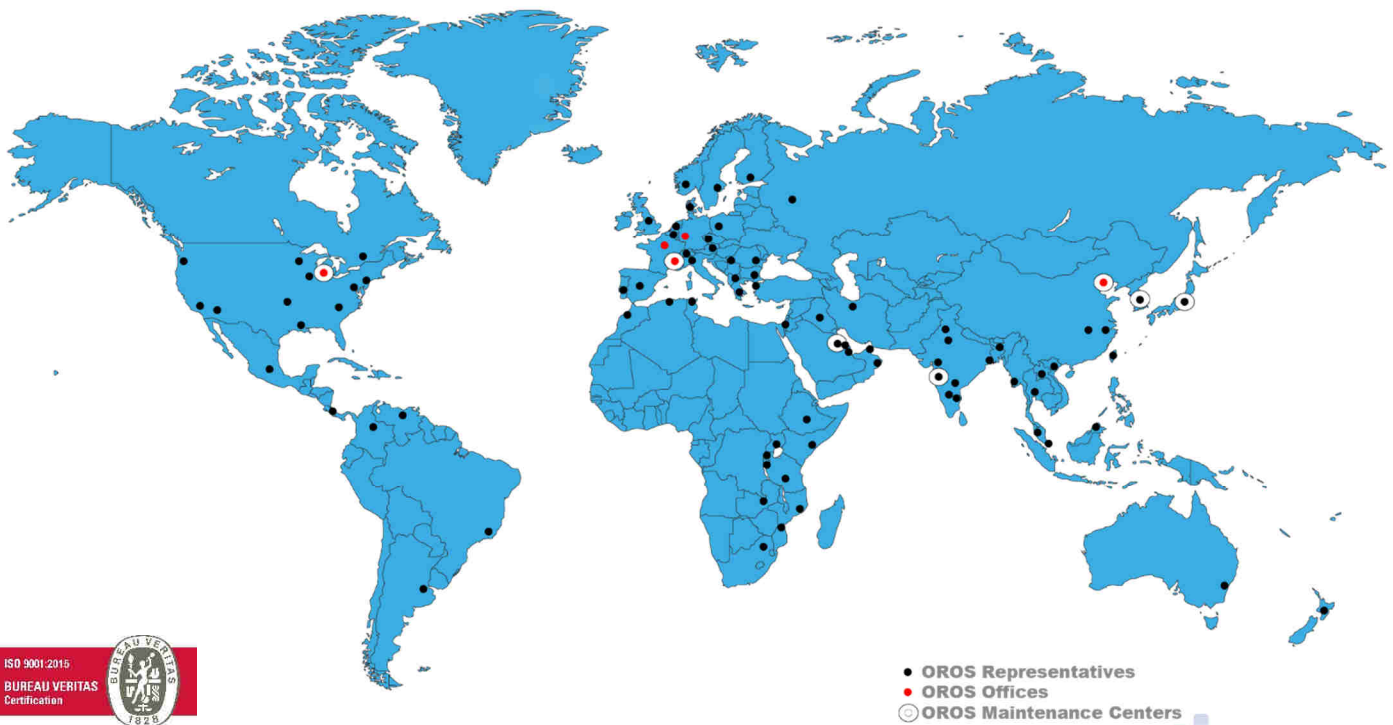 ISO 9001:2015
BUREAU VERITAS
Certification
BUREAU VERITAS
1828
OROS Representatives
OROS Offices
OROS Maintenance Centers